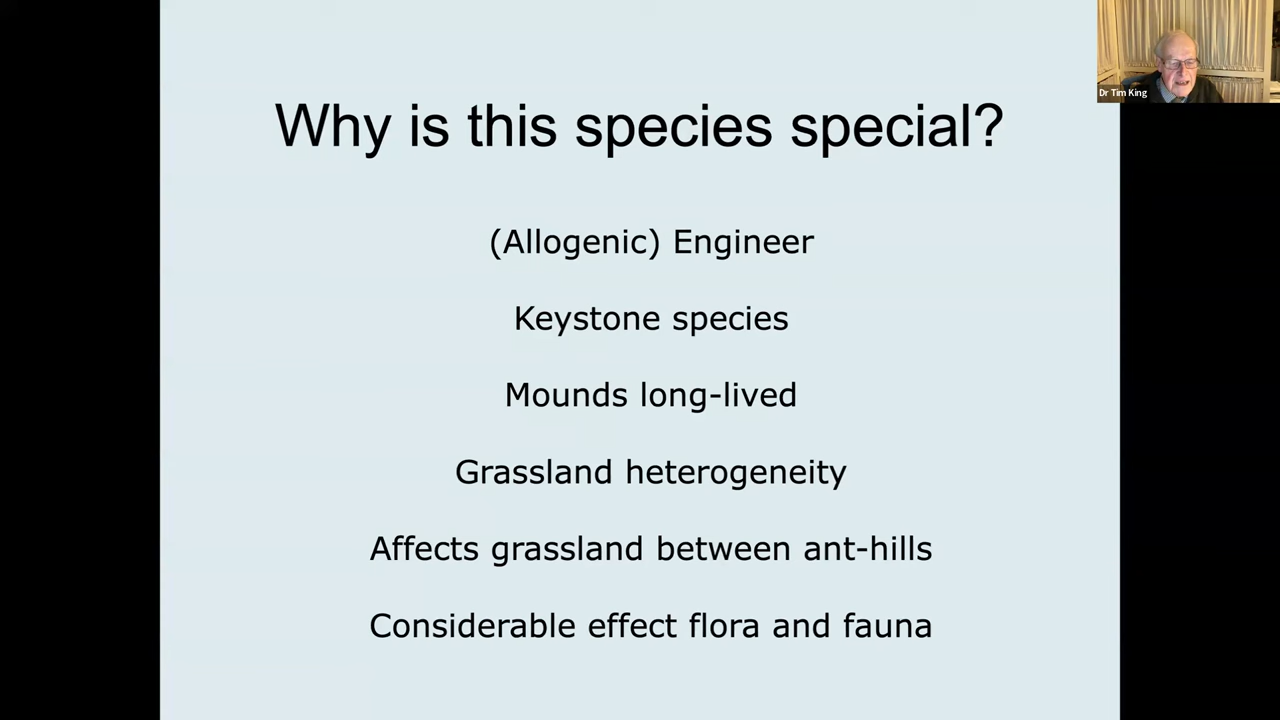 Why is this species special?
Dr Tim King
(Allogenic) Engineer
Keystone species
Mounds long-lived
Grassland heterogeneity
Affects grassland between ant-hills
Considerable effect flora and fauna